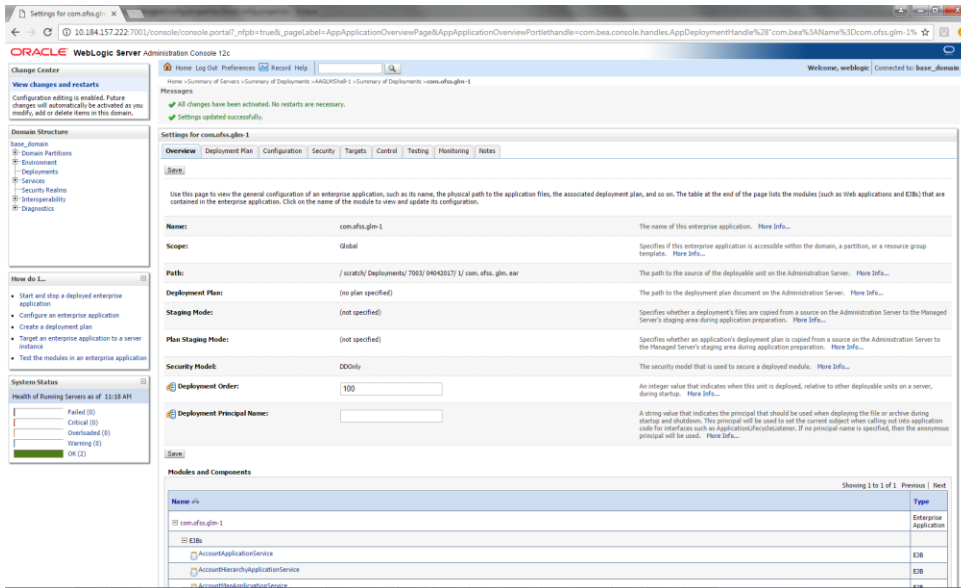 Settings for com.ofss.glm ×
10.184.157.222:7001/console/console.portal?_nfpb=true&_pageLabel=AppApplicationOverviewPage&AppApplicationOverviewPortlethandle=com.bea.console.handles.AppDeploymentHandle%28"com.bea%3AName%3Dcom.ofss.glm-1%
ORACLE WebLogic Server Administration Console 12c
Change Center
View changes and restarts
Configuration editing is enabled. Future
changes will automatically be activated as you
modify, add or delete items in this domain.
Domain Structure
base_domain
Domain Partitions
Environment
Deployments
Services
Security Realms
Interoperability
Diagnostics
How do I...
Start and stop a deployed enterprise
application
Configure an enterprise application
Create a deployment plan
Target an enterprise application to a server
instance
Test the modules in an enterprise application
System Status
Health of Running Servers as of 11:18 AM
Failed (0)
Critical (0)
Overloaded (0)
Warning (0)
OK (2)
Home Log Out Preferences Record Help
Welcome, weblogic Connected to: base_domain
Home >Summary of Servers >Summary of Deployments >AAGLMShell-1 >Summary of Deployments >com.ofss.glm-1
Messages
All changes have been activated. No restarts are necessary.
Settings updated successfully.
Settings for com.ofss.glm-1
Overview Deployment Plan Configuration Security Targets Control Testing Monitoring Notes
Save
Use this page to view the general configuration of an enterprise application, such as its name, the physical path to the application files, the associated deployment plan, and so on. The table at the end of the page lists the modules (such as Web applications and EJBs) that are
contained in the enterprise application. Click on the name of the module to view and update its configuration.
Name: com.ofss.glm-1 The name of this enterprise application. More Info...
Scope: Global Specifies if this enterprise application is accessible within the domain, a partition, or a resource group
template. More Info...
Path: / scratch/ Deployments/ 7003/ 04042017/ 1/ com. ofss. glm. ear The path to the source of the deployable unit on the Administration Server. More Info...
Deployment Plan: (no plan specified) The path to the deployment plan document on the Administration Server. More Info...
Staging Mode: (not specified) Specifies whether a deployment's files are copied from a source on the Administration Server to the Managed
Server's staging area during application preparation. More Info...
Plan Staging Mode: (not specified) Specifies whether an application's deployment plan is copied from a source on the Administration Server to
the Managed Server's staging area during application preparation. More Info...
Security Model: DDOnly The security model that is used to secure a deployed module. More Info...
Deployment Order: 100 An integer value that indicates when this unit is deployed, relative to other deployable units on a server,
during startup. More Info...
Deployment Principal Name: A string value that indicates the principal that should be used when deploying the file or archive during
startup and shutdown. This principal will be used to set the current subject when calling out into application
code for interfaces such as ApplicationLifecycleListener. If no principal name is specified, then the anonymous
principal will be used. More Info...
Save
Modules and Components
Showing 1 to 1 of 1 Previous | Next
Name Type
com.ofss.glm-1 Enterprise
Application
EJBs
AccountApplicationService EJB
AccountHierarchyApplicationService EJB
AccountMapApplicationService EJB